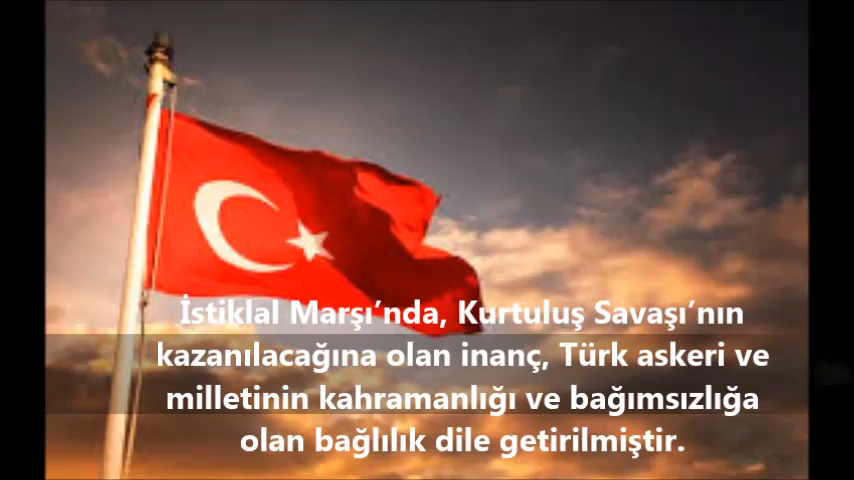 İstiklal Marşı’nda, Kurtuluş Savaşı’nın
kazanılacağına olan inanç, Türk askeri ve
milletinin kahramanlığı ve bağımsızlığa
olan bağlılık dile getirilmiştir.